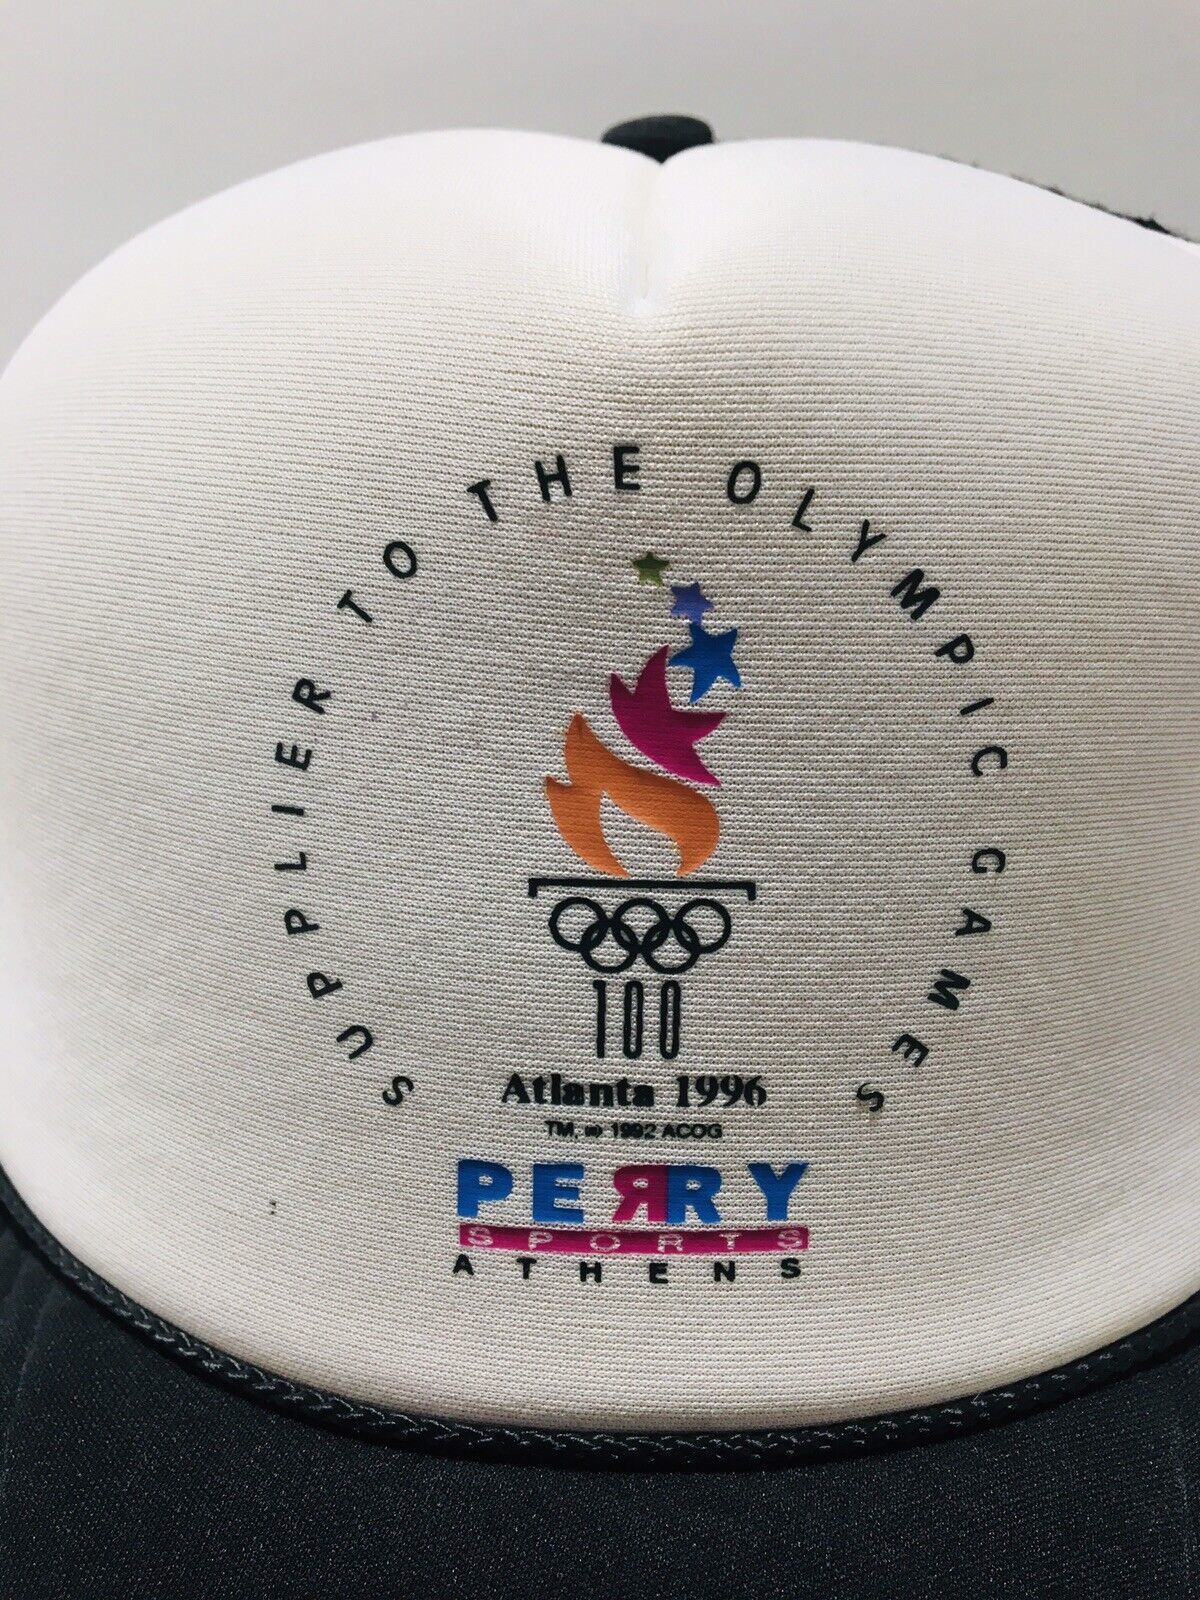 SUPPLIER TO THE OLYMPIC GAMES
100
Atlanta 1996
TM, © 1992 ACOG
PERRY
SPORTS
ATHENS